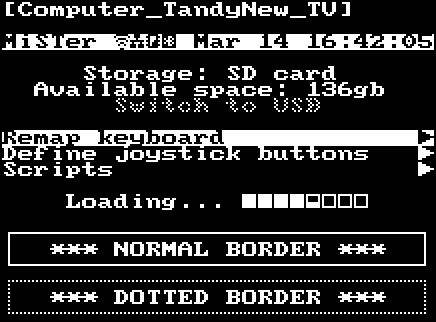 [Computer_TandyNew_TV]
MiSTer Mar 14 16:42:05
Storage: SD card
Available space: 136gb
Switch to USB
Remap keyboard
Define joystick buttons
Scripts
Loading...
*** NORMAL BORDER ***
*** DOTTED BORDER ***